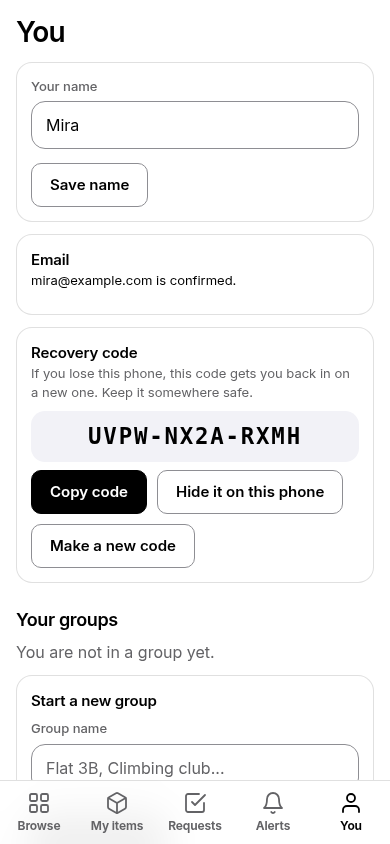 You
Your name
Mira
Save name
Email
mira@example.com is confirmed.
Recovery code
If you lose this phone, this code gets you back in on
a new one. Keep it somewhere safe.
UVPW-NX2A-RXMH
Copy code
Hide it on this phone
Make a new code
Your groups
You are not in a group yet.
Start a new group
Group name
Flat 3B, Climbing club...
Browse
My items
Requests
Alerts
You